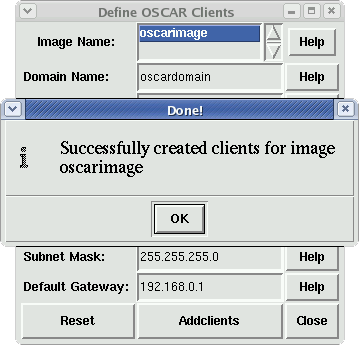 Define OSCAR Clients
Image Name: oscarimage Help
Domain Name: oscardomain Help
Done!
Successfully created clients for image
oscarimage
OK
Subnet Mask: 255.255.255.0 Help
Default Gateway: 192.168.0.1 Help
Reset Addclients Close